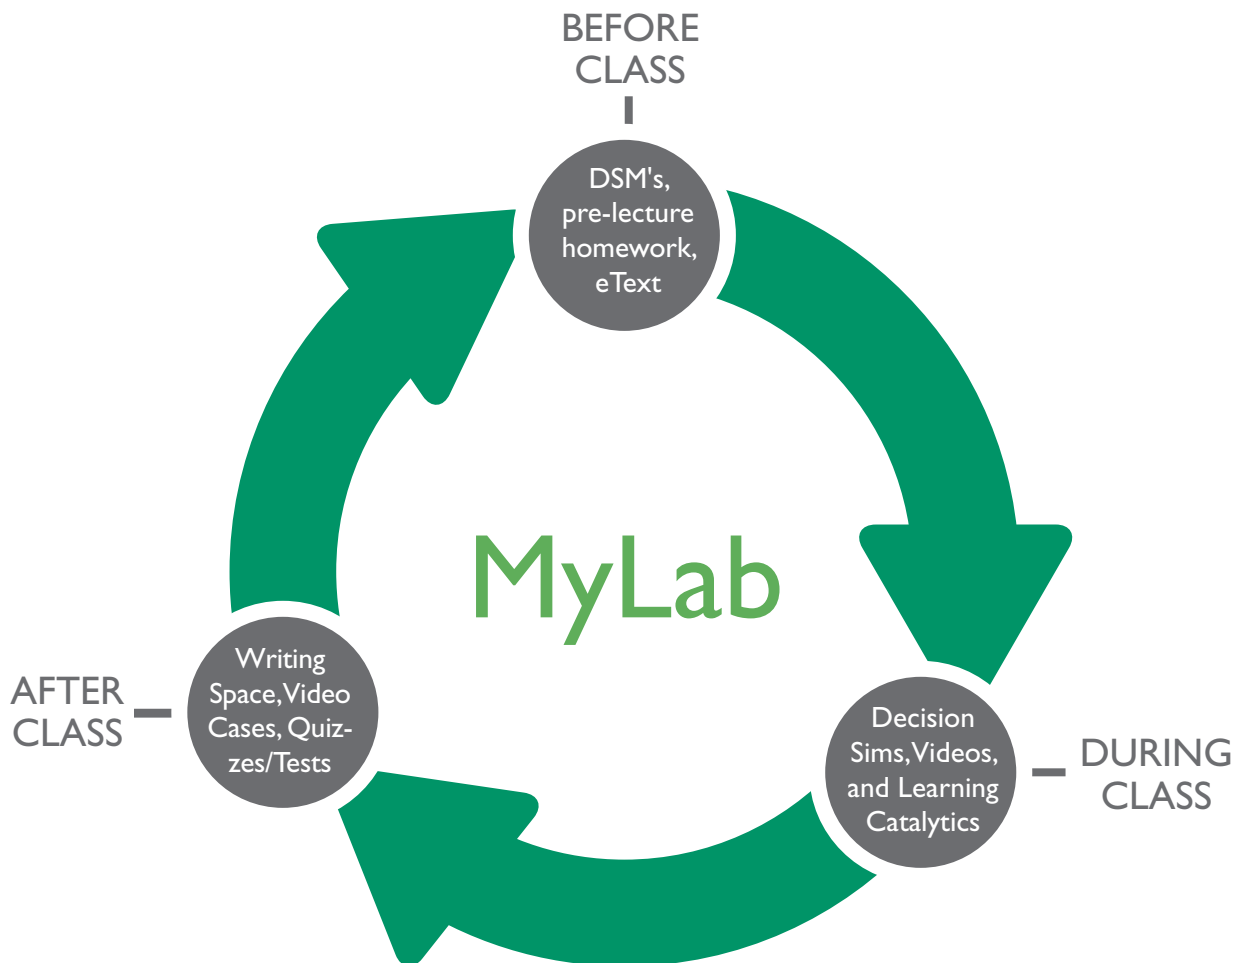 BEFORE
CLASS
DSM's,
pre-lecture
homework,
eText
MyLab
Writing
Space, Video
Cases, Quiz-
zes/Tests
AFTER
CLASS
Decision
Sims, Videos,
and Learning
Catalytics
DURING
CLASS